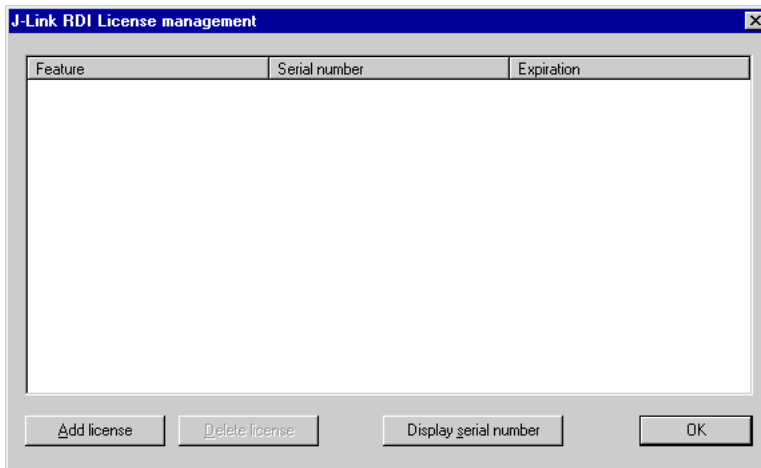 J-Link RDI License management
Feature Serial number Expiration
Add license Delete license Display serial number OK